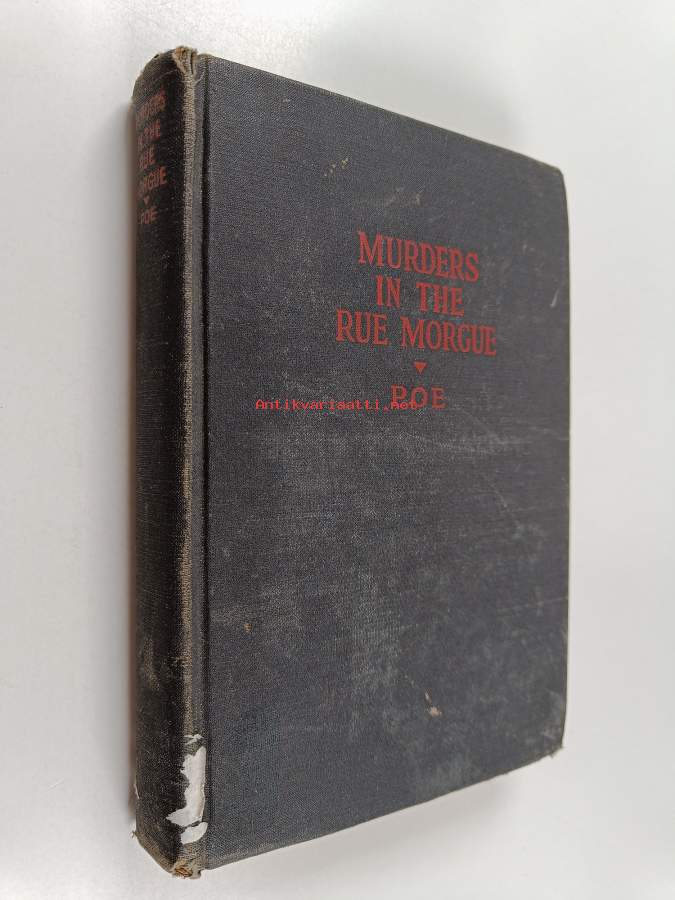 MURDERS
IN THE
RUE MORGUE
POE
MURDERS
IN THE
RUE
MORGUE
POE
Antikvariaatti.net